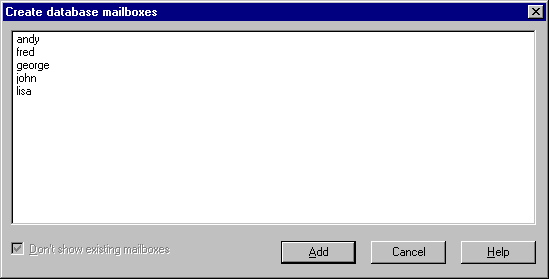 Create database mailboxes
andy
fred
george
john
lisa
Don't show existing mailboxes Add Cancel Help